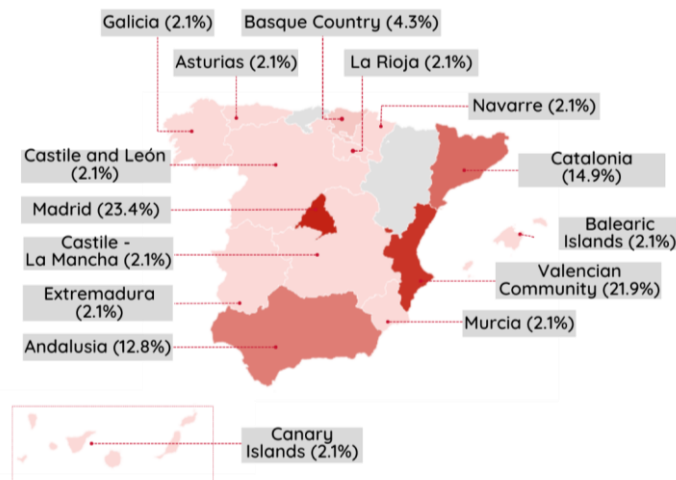 Galicia (2.1%)
Basque Country (4.3%)
Asturias (2.1%)
La Rioja (2.1%)
Navarre (2.1%)
Castile and León
(2.1%)
Catalonia
(14.9%)
Madrid (23.4%)
Balearic
Islands (2.1%)
Castile -
La Mancha (2.1%)
Valencian
Community (21.9%)
Extremadura
(2.1%)
Murcia (2.1%)
Andalusia (12.8%)
Canary
Islands (2.1%)